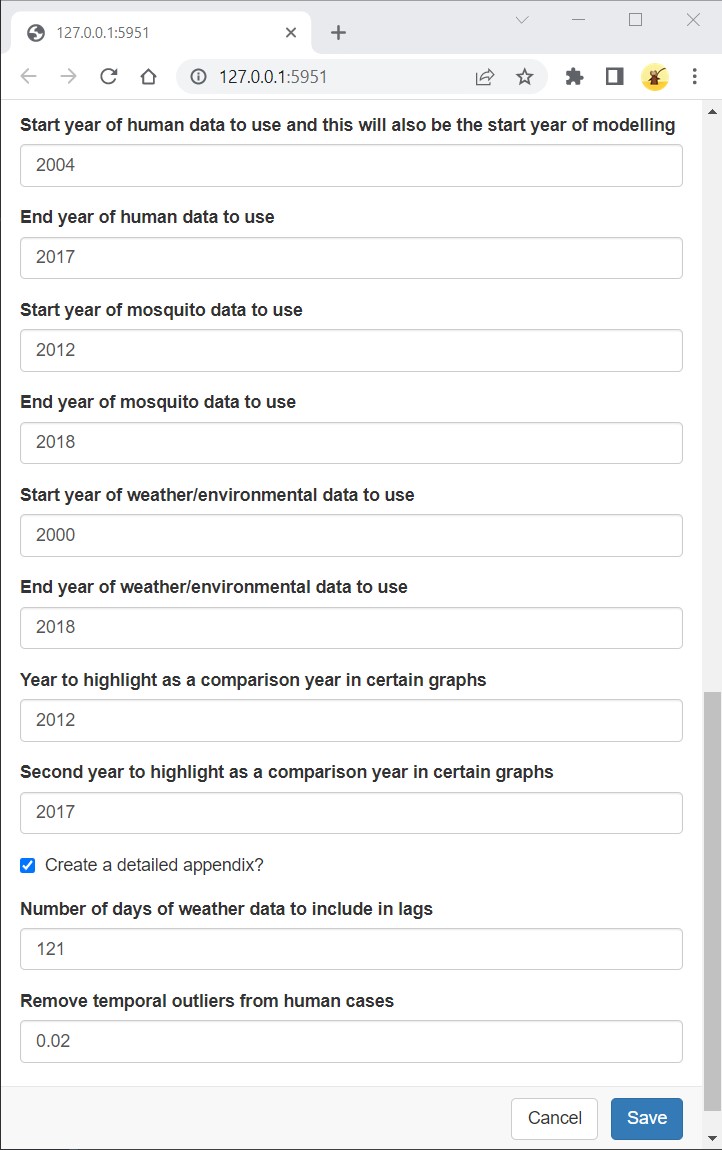 127.0.0.1:5951
127.0.0.1:5951
Start year of human data to use and this will also be the start year of modelling
2004
End year of human data to use
2017
Start year of mosquito data to use
2012
End year of mosquito data to use
2018
Start year of weather/environmental data to use
2000
End year of weather/environmental data to use
2018
Year to highlight as a comparison year in certain graphs
2012
Second year to highlight as a comparison year in certain graphs
2017
Create a detailed appendix?
Number of days of weather data to include in lags
121
Remove temporal outliers from human cases
0.02
Cancel Save